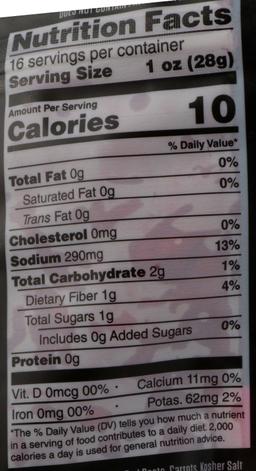 DOES NOT CONTAIN
Nutrition Facts
16 servings per container
Serving Size 1 oz (28g)
Amount Per Serving
Calories 10
% Daily Value*
Total Fat 0g 0%
Saturated Fat 0g 0%
Trans Fat 0g
Cholesterol 0mg 0%
Sodium 290mg 13%
Total Carbohydrate 2g 1%
Dietary Fiber 1g 4%
Total Sugars 1g
Includes 0g Added Sugars 0%
Protein 0g
Vit. D 0mcg 00% · Calcium 11mg 0%
Iron 0mg 00% · Potas. 62mg 2%
*The % Daily Value (DV) tells you how much a nutrient
in a serving of food contributes to a daily diet. 2,000
calories a day is used for general nutrition advice.
Carrots Kosher Salt